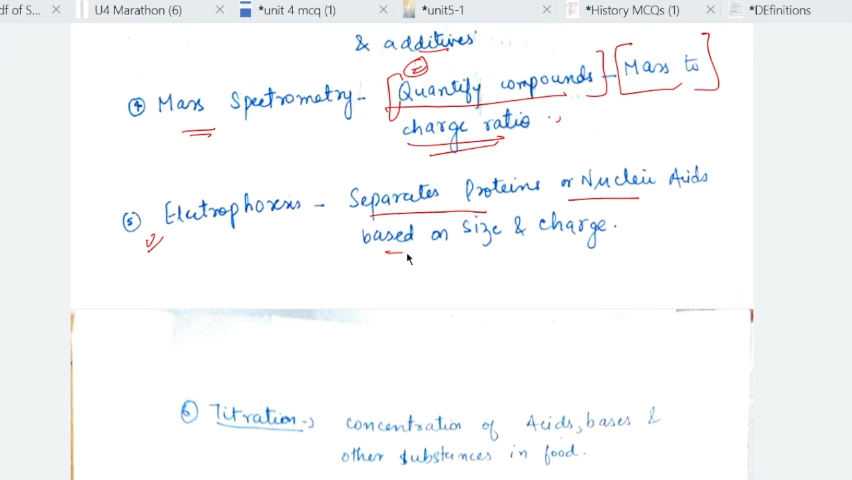 df of S...
U4 Marathon (6)
*unit 4 mcq (1)
*unit5-1
*History MCQs (1)
*DEfinitions
& additives
④ Mass Spectrometry - [Quantify compounds] - [Mass to
charge ratio.
⑤ Electrophoresis - Separates Proteins or Nucleic Acids
based on size & charge.
⑥ Titration -> concentration of Acids, bases &
other substances in food.